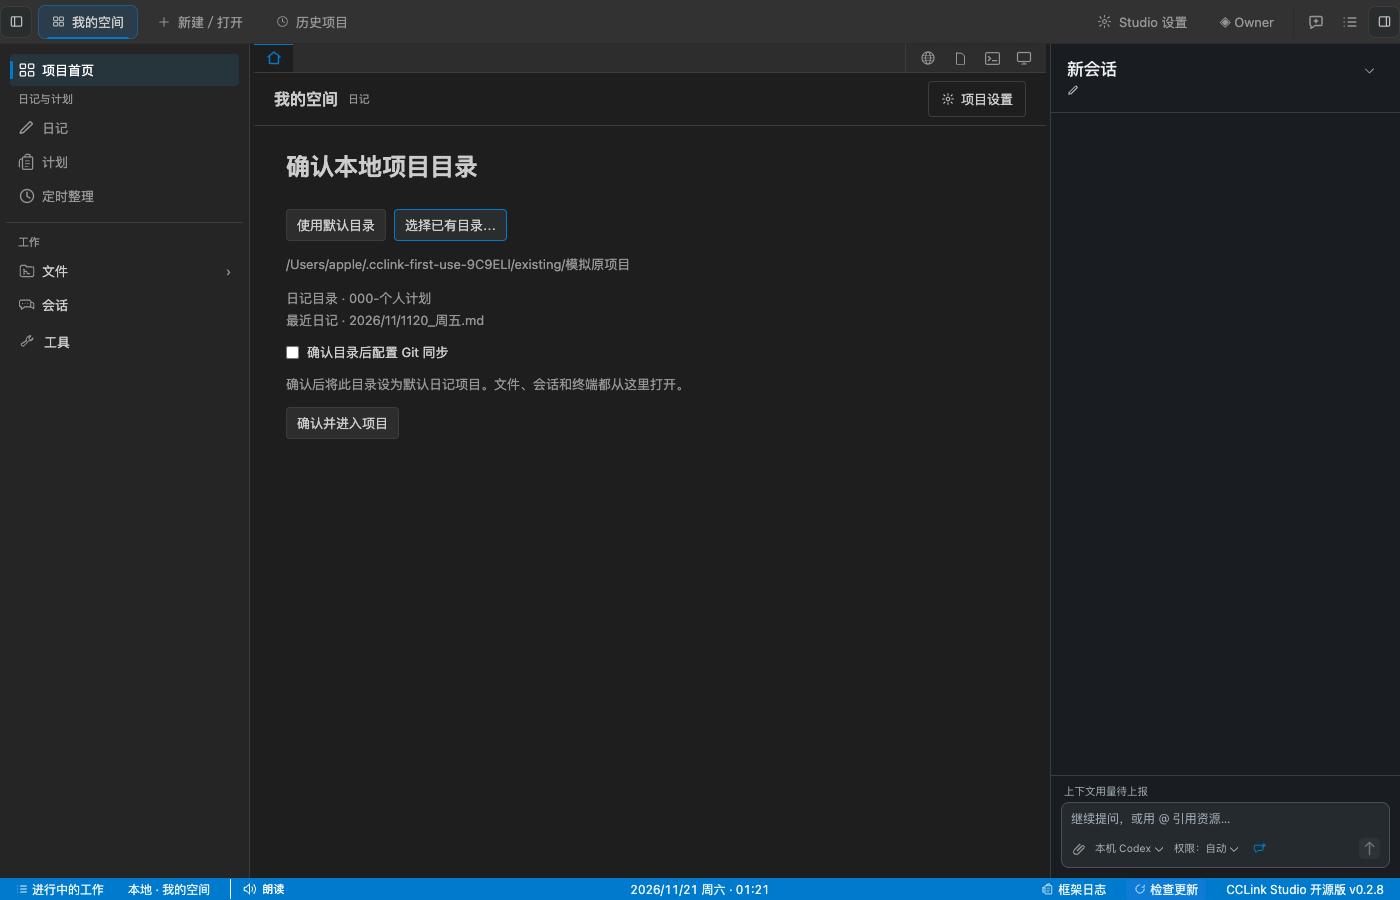 我的空间
新建 / 打开
历史项目
Studio 设置
Owner
项目首页
日记与计划
日记
计划
定时整理
工作
文件
会话
工具
我的空间 日记
项目设置
确认本地项目目录
使用默认目录
选择已有目录...
/Users/apple/.cclink-first-use-9C9ELl/existing/模拟原项目
日记目录 · 000-个人计划
最近日记 · 2026/11/1120_周五.md
确认目录后配置 Git 同步
确认后将此目录设为默认日记项目。文件、会话和终端都从这里打开。
确认并进入项目
新会话
上下文用量待上报
继续提问，或用 @ 引用资源...
本机 Codex 权限：自动
进行中的工作
本地 · 我的空间
朗读
2026/11/21 周六 · 01:21
框架日志
检查更新
CCLink Studio 开源版 v0.2.8